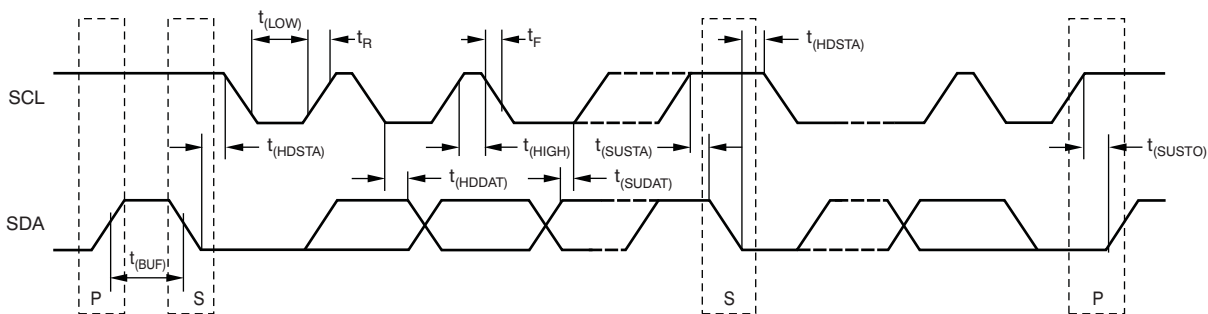 t(LOW)
tR
tF
t(HDSTA)
SCL
t(HDSTA)
t(HIGH)
t(SUSTA)
t(SUSTO)
t(HDDAT)
t(SUDAT)
SDA
t(BUF)
P
S
S
P